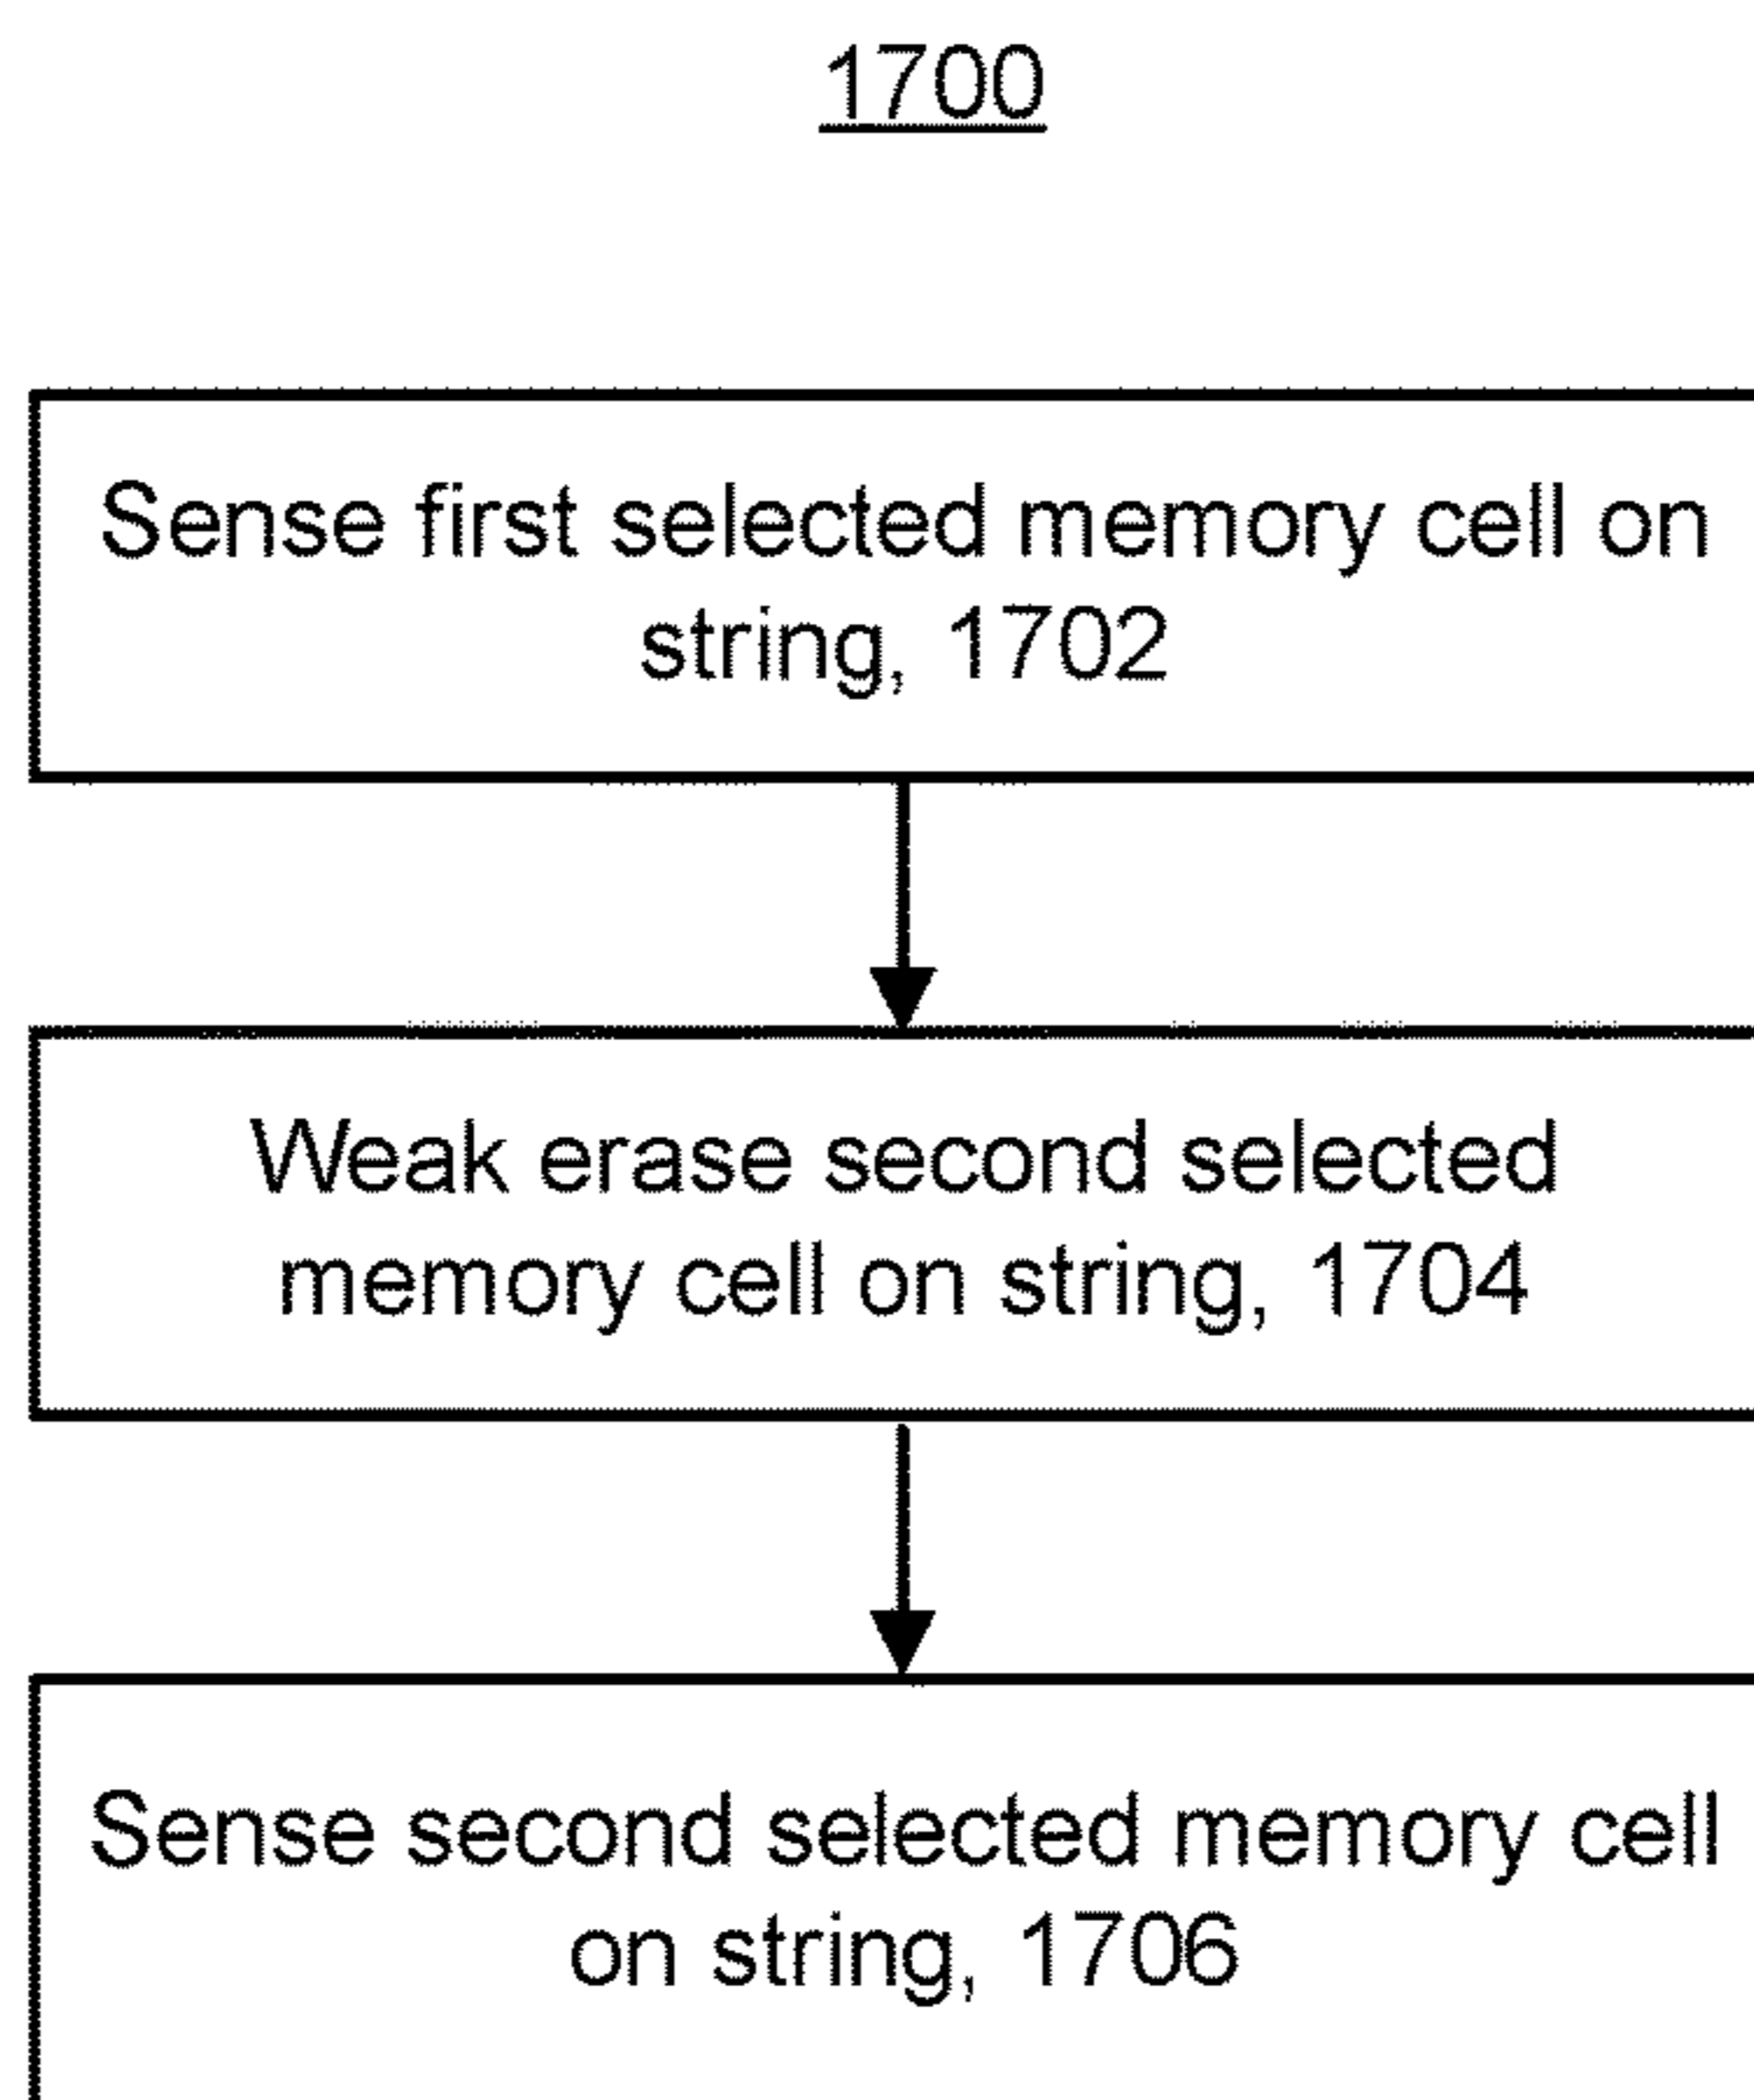 1700
Sense first selected memory cell on
string, 1702
Weak erase second selected
memory cell on string, 1704
Sense second selected memory cell
on string, 1706